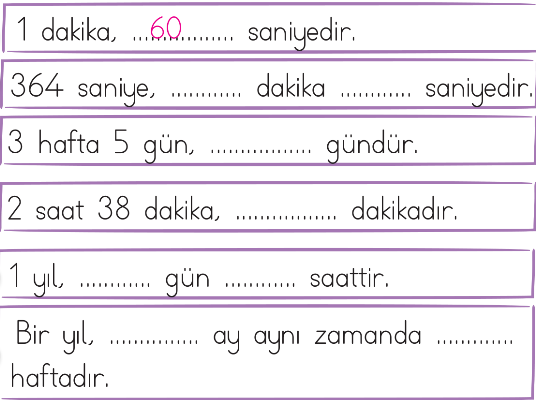 1 dakika, ......60.......... saniyedir.
364 saniye, ............ dakika ............ saniyedir.
3 hafta 5 gün, ................. gündür.
2 saat 38 dakika, ................. dakikadır.
1 yıl, ............ gün ............ saattir.
Bir yıl, ............... ay aynı zamanda .............
haftadır.